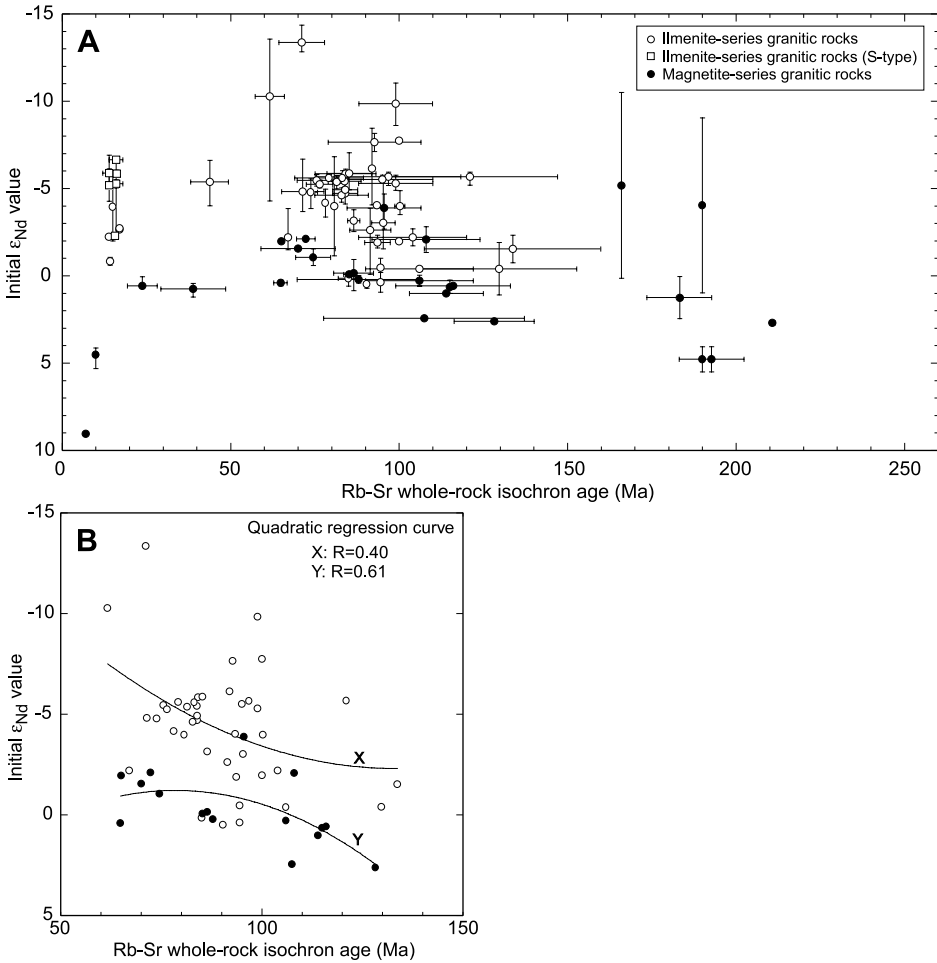 A
Ilmenite-series granitic rocks
Ilmenite-series granitic rocks (S-type)
Magnetite-series granitic rocks
-15
-10
-5
0
5
10
Initial εNd value
0 50 100 150 200 250
Rb-Sr whole-rock isochron age (Ma)
B
Quadratic regression curve
X: R=0.40
Y: R=0.61
-15
-10
-5
0
5
Initial εNd value
X
Y
50 100 150
Rb-Sr whole-rock isochron age (Ma)